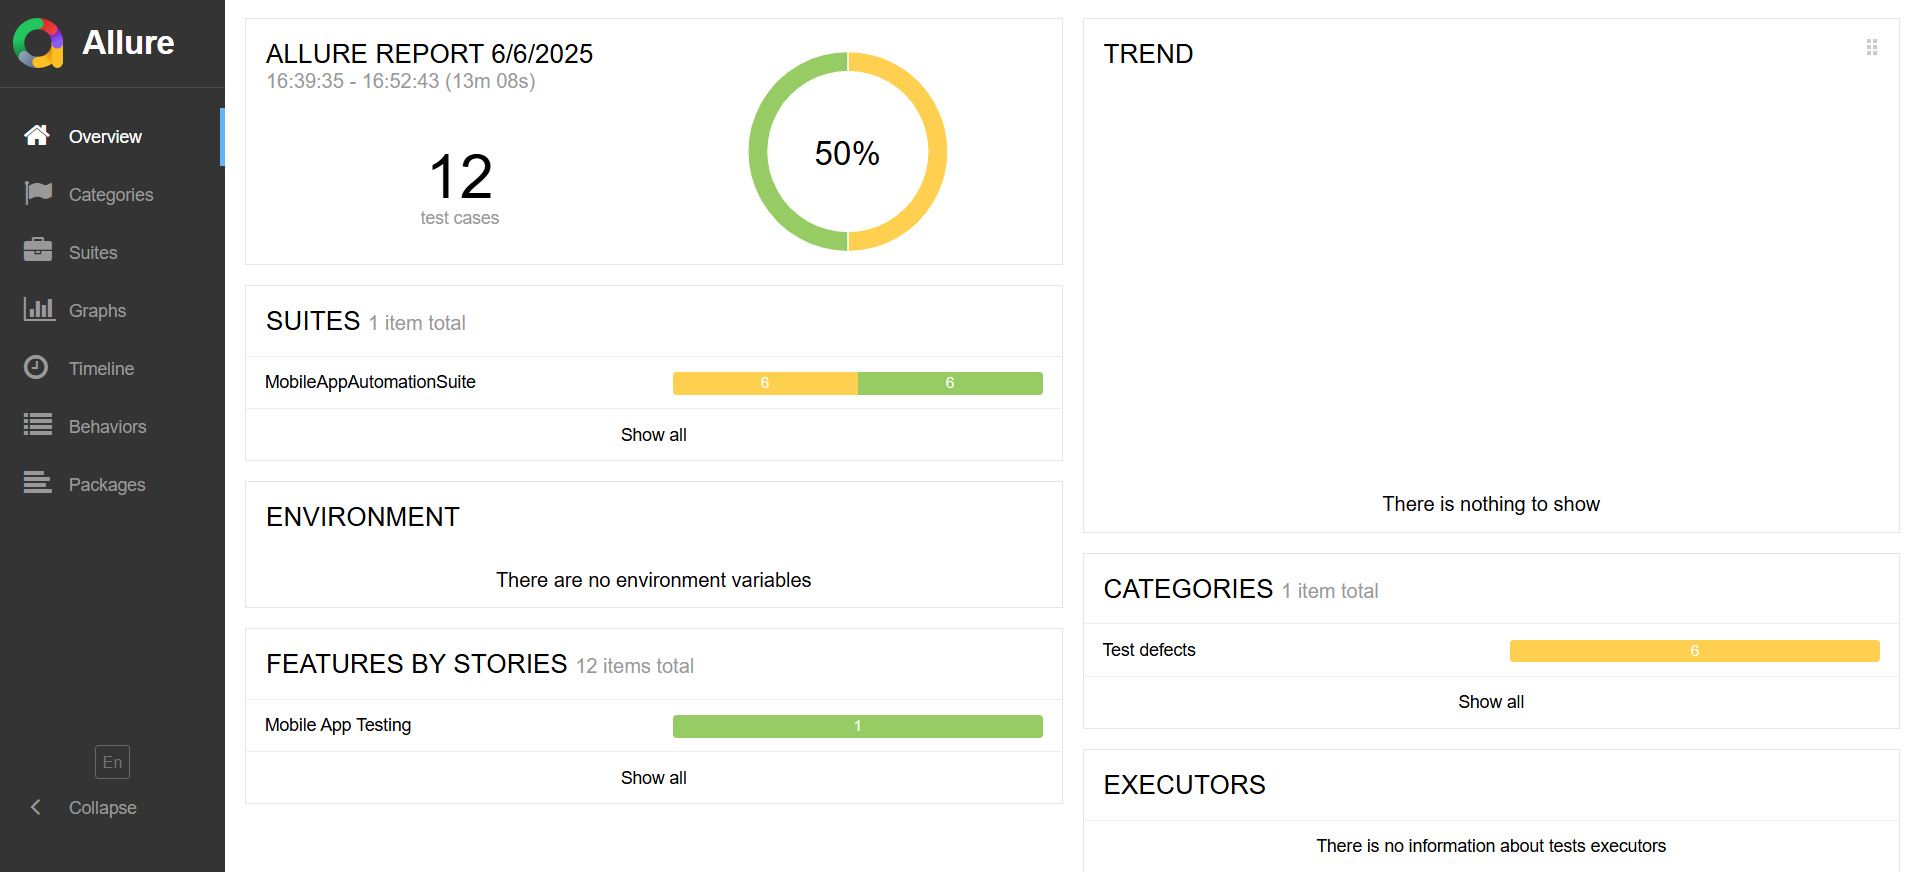 Allure
Overview
Categories
Suites
Graphs
Timeline
Behaviors
Packages
En
Collapse
ALLURE REPORT 6/6/2025
16:39:35 - 16:52:43 (13m 08s)
12
test cases
50%
SUITES 1 item total
MobileAppAutomationSuite 6 6
Show all
ENVIRONMENT
There are no environment variables
FEATURES BY STORIES 12 items total
Mobile App Testing 1
Show all
TREND
There is nothing to show
CATEGORIES 1 item total
Test defects 6
Show all
EXECUTORS
There is no information about tests executors